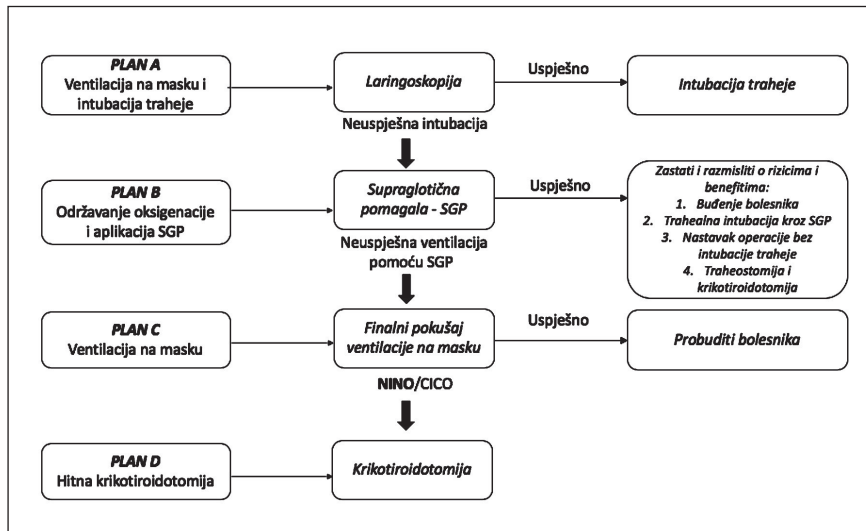 PLAN A
Ventilacija na masku i
intubacija traheje
Laringoskopija
Uspješno
Intubacija traheje
Neuspješna intubacija
PLAN B
Održavanje oksigenacije
i aplikacija SGP
Supraglotična
pomagala - SGP
Uspješno
Zastati i razmisliti o rizicima i
benefitima:
1. Buđenje bolesnika
2. Trahealna intubacija kroz SGP
3. Nastavak operacije bez
intubacije traheje
4. Traheostomija i
krikotiroidotomija
Neuspješna ventilacija
pomoću SGP
PLAN C
Ventilacija na masku
Finalni pokušaj
ventilacije na masku
Uspješno
Probuditi bolesnika
NINO/CICO
PLAN D
Hitna krikotiroidotomija
Krikotiroidotomija